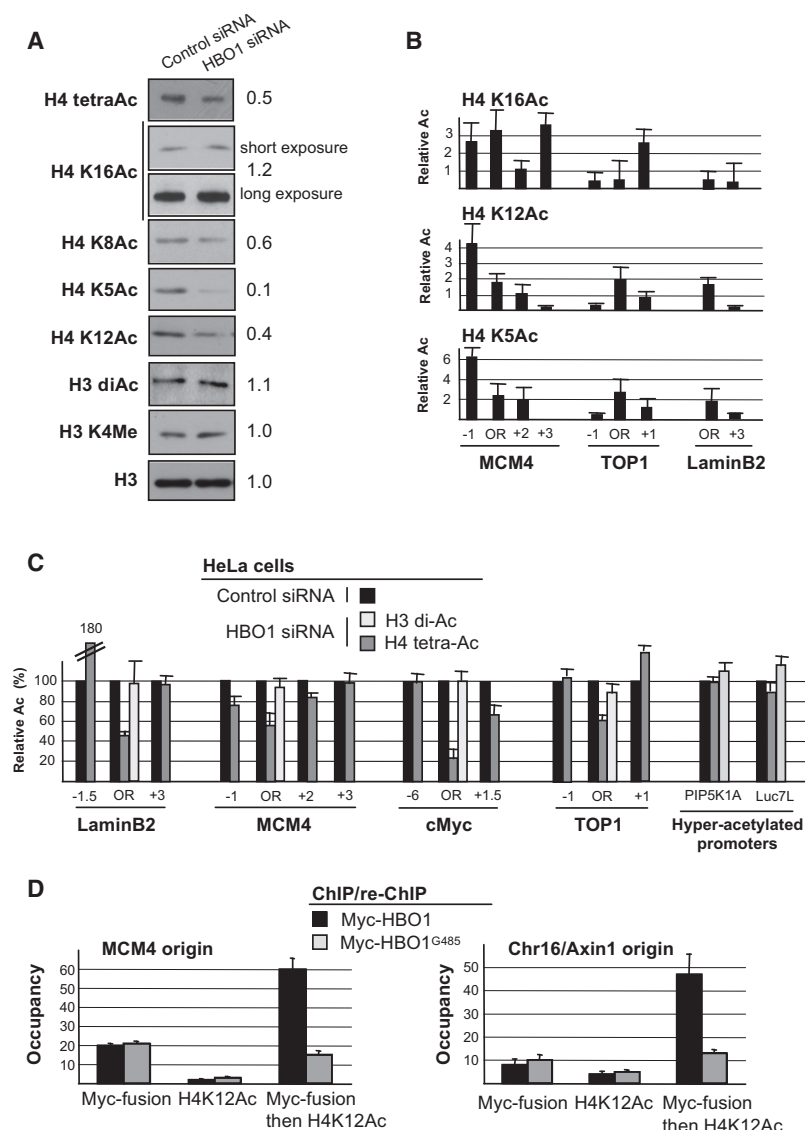 A
Control siRNA
HBO1 siRNA
H4 tetraAc
0.5
H4 K16Ac
short exposure
1.2
long exposure
H4 K8Ac
0.6
H4 K5Ac
0.1
H4 K12Ac
0.4
H3 diAc
1.1
H3 K4Me
1.0
H3
1.0
B
H4 K16Ac
Relative Ac
3
2
1
H4 K12Ac
Relative Ac
4
3
2
1
H4 K5Ac
Relative Ac
6
4
2
-1 OR +2 +3 -1 OR +1 OR +3
MCM4 TOP1 LaminB2
C
HeLa cells
Control siRNA
HBO1 siRNA
H3 di-Ac
H4 tetra-Ac
180
Relative Ac (%)
100
80
60
40
20
-1.5 OR +3 -1 OR +2 +3 -6 OR +1.5 -1 OR +1 PIP5K1A Luc7L
LaminB2 MCM4 cMyc TOP1 Hyper-acetylated
promoters
D
ChIP/re-ChIP
Myc-HBO1
Myc-HBO1G485
MCM4 origin
Occupancy
60
50
40
30
20
10
Myc-fusion H4K12Ac Myc-fusion
then H4K12Ac
Chr16/Axin1 origin
Occupancy
50
40
30
20
10
Myc-fusion H4K12Ac Myc-fusion
then H4K12Ac